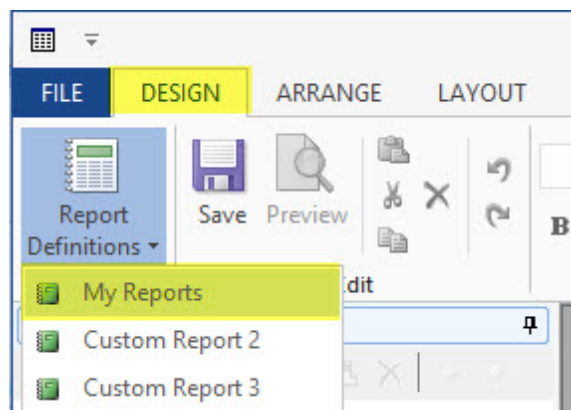 FILE DESIGN ARRANGE LAYOUT
Report Definitions
Save
Preview
B
dit
My Reports
Custom Report 2
Custom Report 3